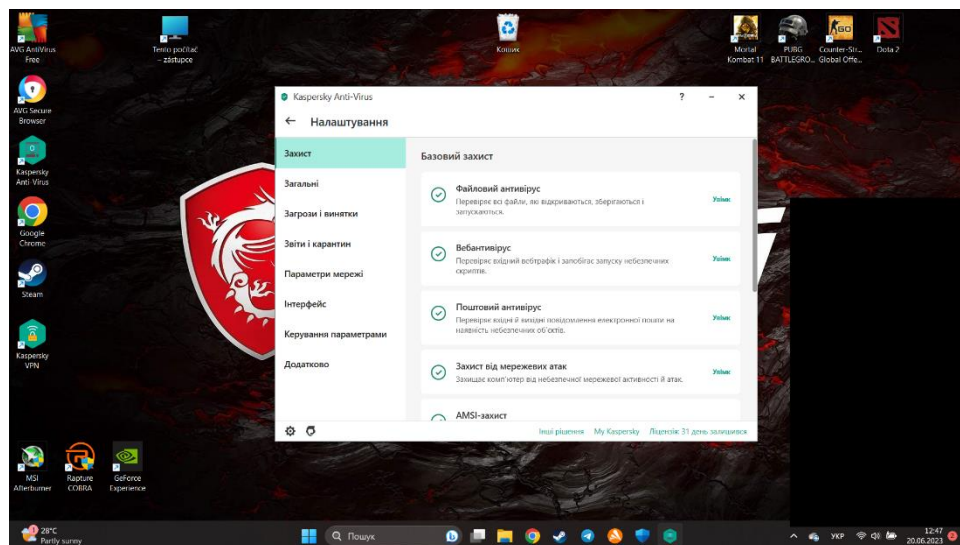 AVG AntiVirus
Free
Tento počítač
– zástupce
Кошик
Mortal
Kombat 11
PUBG
BATTLEGRO...
Counter-Str...
Global Offe...
Dota 2
AVG Secure
Browser
Kaspersky
Anti-Virus
Google
Chrome
Steam
Kaspersky
VPN
MSI
Afterburner
Rapture
COBRA
GeForce
Experience
Kaspersky Anti-Virus
?
Налаштування
Захист
Загальні
Загрози і винятки
Звіти і карантин
Параметри мережі
Інтерфейс
Керування параметрами
Додатково
Базовий захист
Файловий антивірус
Перевіряє всі файли, які відкриваються, зберігаються і
запускаються.
Увімк
Вебантивірус
Перевіряє вхідний вебтрафік і запобігає запуску небезпечних
скриптів.
Увімк
Поштовий антивірус
Перевіряє вхідні й вихідні повідомлення електронної пошти на
наявність небезпечних об'єктів.
Увімк
Захист від мережевих атак
Захищає комп'ютер від небезпечної мережевої активності й атак.
Увімк
AMSI-захист
Інші рішення
My Kaspersky
Ліцензія: 31 день залишився
1
28°C
Partly sunny
Пошук
УКР
12:47
20.06.2023